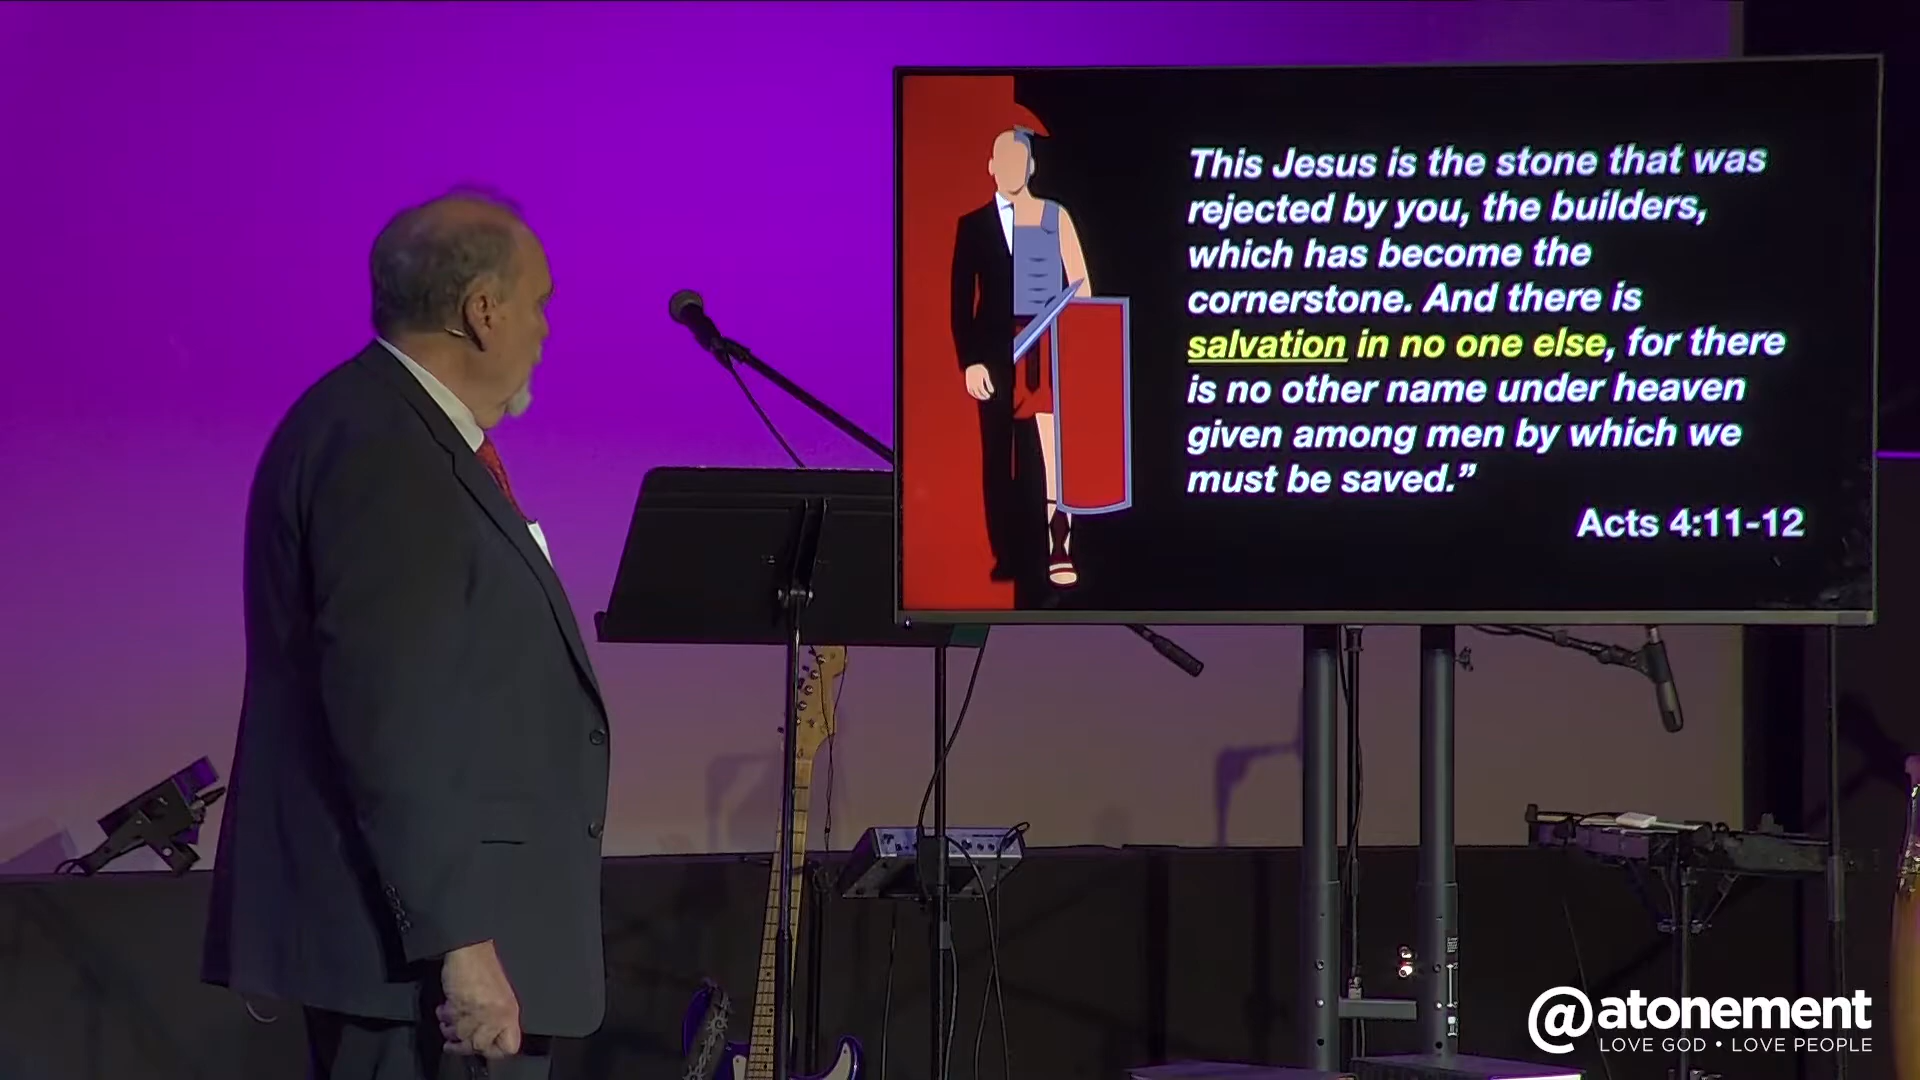 This Jesus is the stone that was
rejected by you, the builders,
which has become the
cornerstone. And there is
salvation in no one else, for there
is no other name under heaven
given among men by which we
must be saved.”
Acts 4:11-12
@atonement
LOVE GOD • LOVE PEOPLE